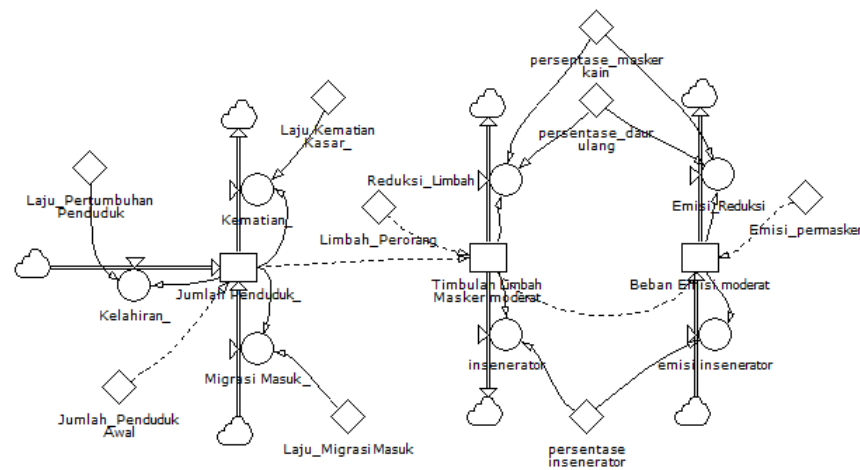 persentase_masker
kain
Laju Kematian
Kasar_
persentase_daur
ulang
Laju_Pertumbuhan
Penduduk
Reduksi_Limbah
Emisi_Reduksi
Kematian_
Limbah_Perorang
Emisi_permasker
Jumlah Penduduk_
Timbulan Limbah
Masker moderat
Beban Emisi moderat
Kelahiran_
Migrasi Masuk_
insenerator
emisi insenerator
Jumlah_Penduduk
Awal
Laju_Migrasi Masuk
persentase
insenerator